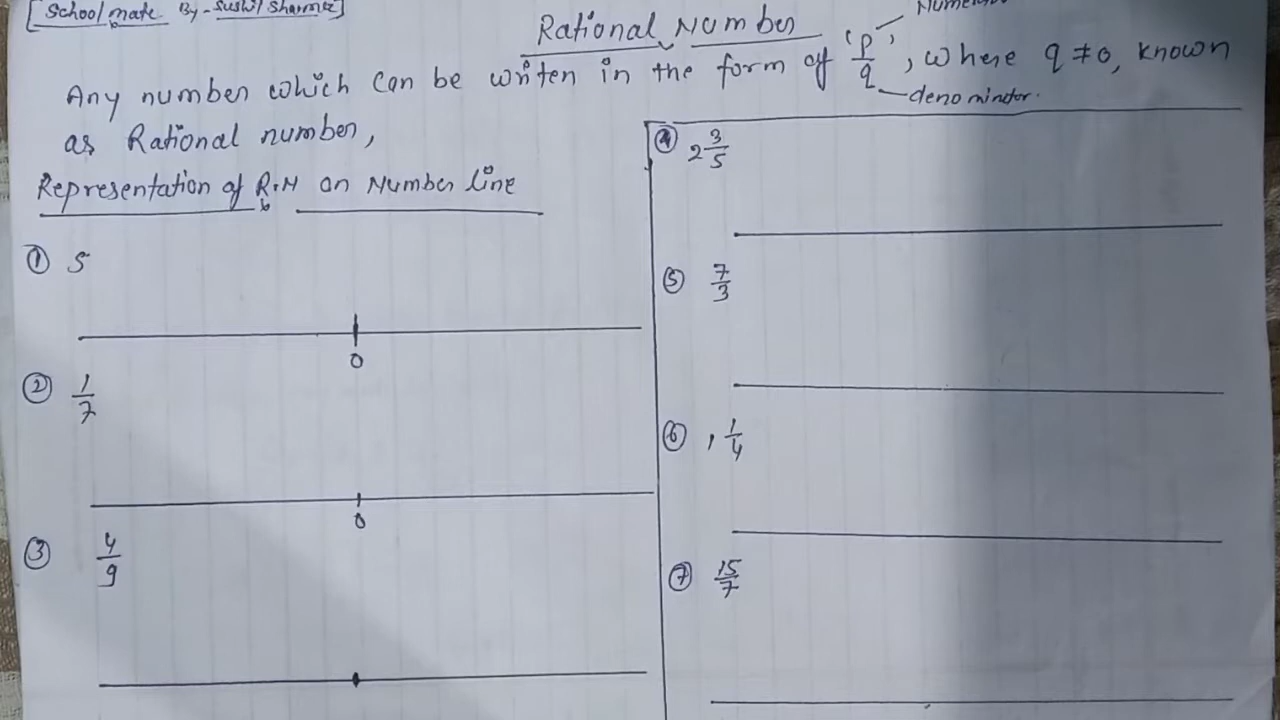 [School mate By - Sushil Sharma]
Rational Number
Any number which can be writen in the form of 'p/q', where q ≠ 0, known
denominator.
as Rational number,
Representation of R.N on Number line
① 5
0
② 1/7
0
③ 4/9
④ 2 3/5
⑤ 7/3
⑥ 1 1/4
⑦ 15/7